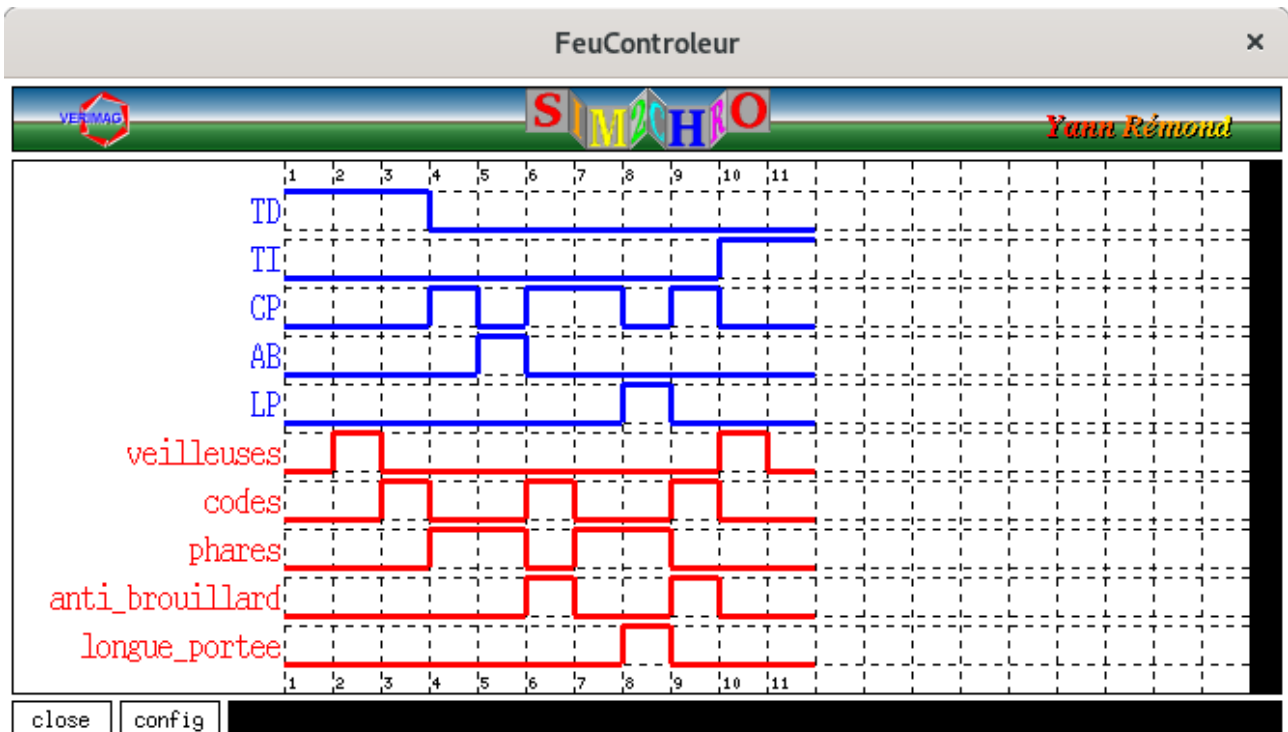 FeuControleur ×
VERIMAG SIM2CHRO Yann Rémond
1 2 3 4 5 6 7 8 9 10 11
TD
TI
CP
AB
LP
veilleuses
codes
phares
anti_brouillard
longue_portee
1 2 3 4 5 6 7 8 9 10 11
close config